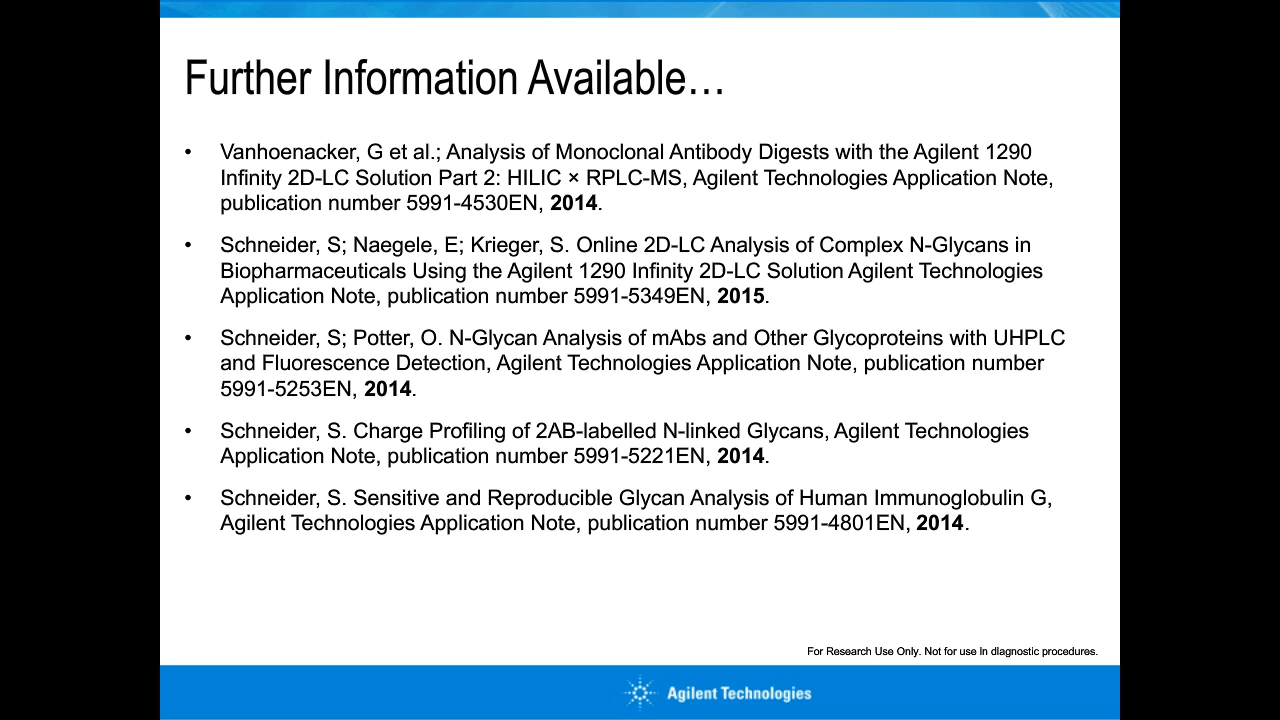 Further Information Available…
• Vanhoenacker, G et al.; Analysis of Monoclonal Antibody Digests with the Agilent 1290
Infinity 2D-LC Solution Part 2: HILIC × RPLC-MS, Agilent Technologies Application Note,
publication number 5991-4530EN, 2014.
• Schneider, S; Naegele, E; Krieger, S. Online 2D-LC Analysis of Complex N-Glycans in
Biopharmaceuticals Using the Agilent 1290 Infinity 2D-LC Solution Agilent Technologies
Application Note, publication number 5991-5349EN, 2015.
• Schneider, S; Potter, O. N-Glycan Analysis of mAbs and Other Glycoproteins with UHPLC
and Fluorescence Detection, Agilent Technologies Application Note, publication number
5991-5253EN, 2014.
• Schneider, S. Charge Profiling of 2AB-labelled N-linked Glycans, Agilent Technologies
Application Note, publication number 5991-5221EN, 2014.
• Schneider, S. Sensitive and Reproducible Glycan Analysis of Human Immunoglobulin G,
Agilent Technologies Application Note, publication number 5991-4801EN, 2014.
For Research Use Only. Not for use in diagnostic procedures.
Agilent Technologies